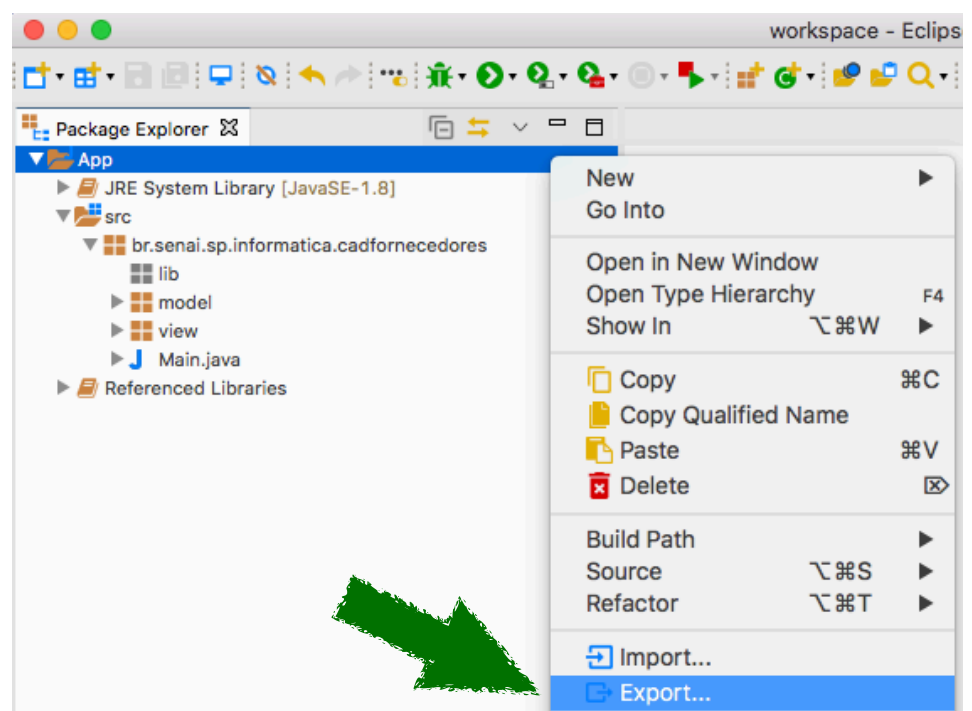 workspace - Eclips
Package Explorer
App
JRE System Library [JavaSE-1.8]
src
br.senai.sp.informatica.cadfornecedores
lib
model
view
Main.java
Referenced Libraries
New
Go Into
Open in New Window
Open Type Hierarchy F4
Show In ⌥⌘W
Copy ⌘C
Copy Qualified Name
Paste ⌘V
Delete ⌦
Build Path
Source ⌥⌘S
Refactor ⌥⌘T
Import...
Export...